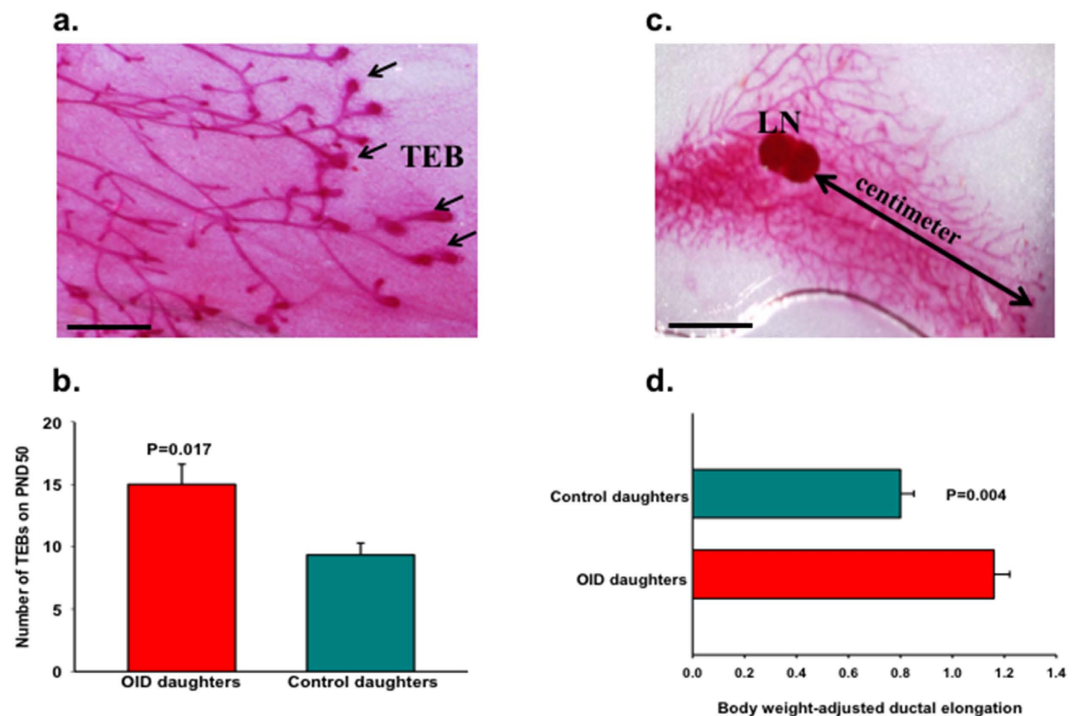 a.
TEB
b.
Number of TEBs on PND50
20
15
10
5
0
P=0.017
OID daughters
Control daughters
c.
LN
centimeter
d.
Control daughters
P=0.004
OID daughters
0.0
0.2
0.4
0.6
0.8
1.0
1.2
1.4
Body weight-adjusted ductal elongation